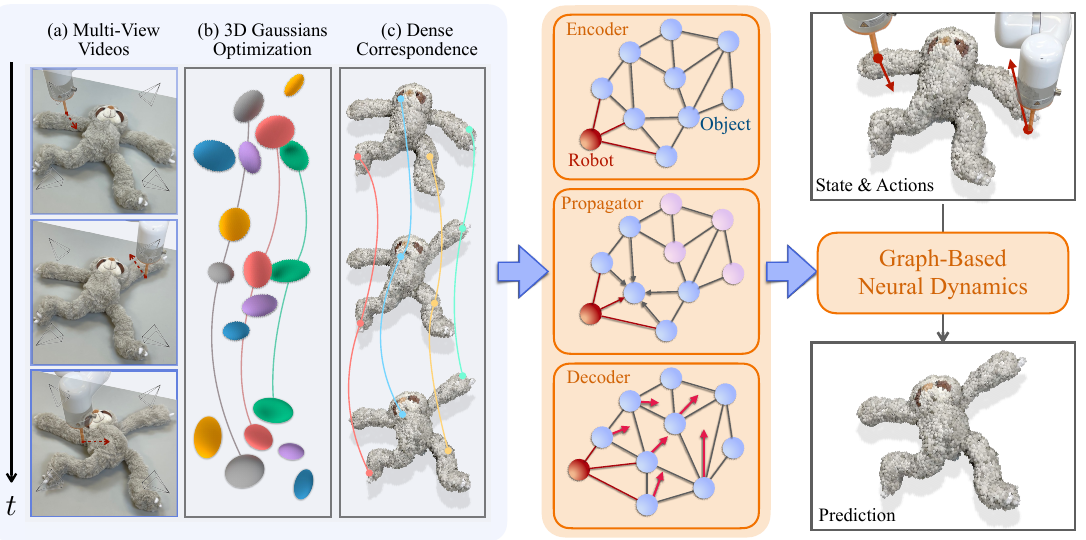 (a) Multi-View
Videos
(b) 3D Gaussians
Optimization
(c) Dense
Correspondence
t
Encoder
Object
Robot
Propagator
Decoder
State & Actions
Graph-Based
Neural Dynamics
Prediction